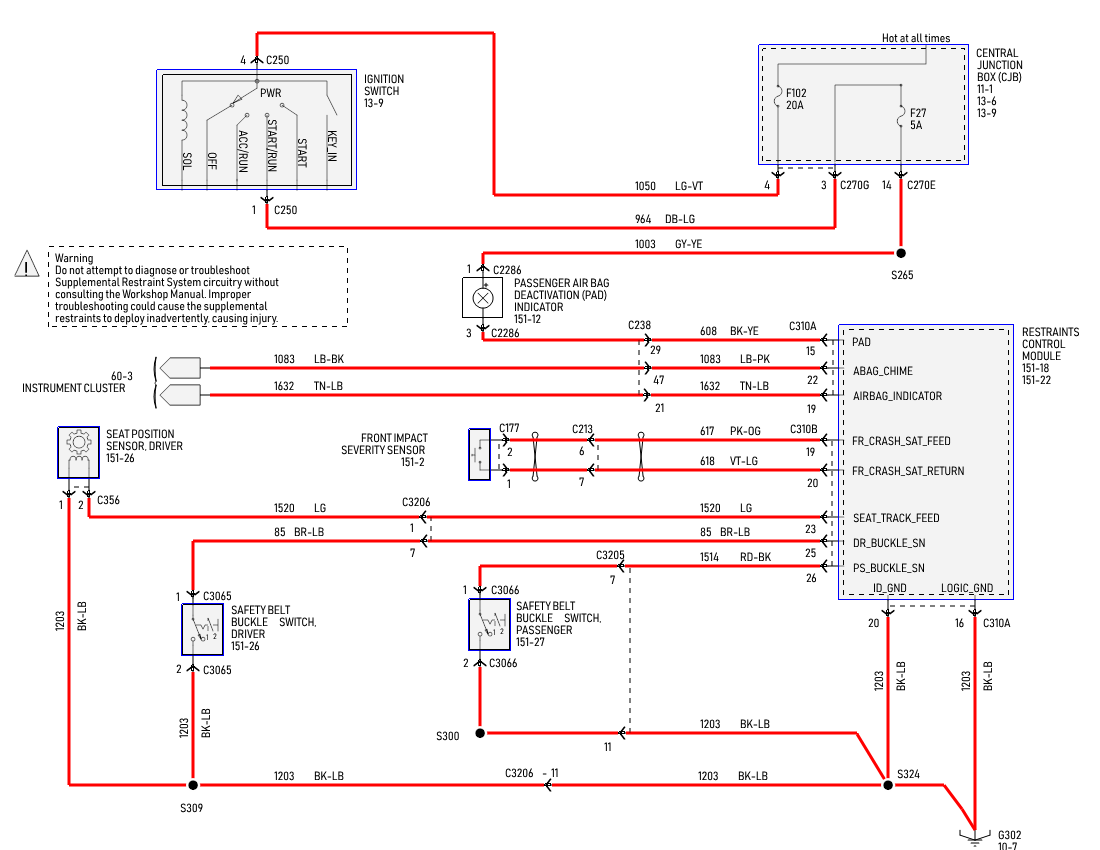 Hot at all times
4 C250
IGNITION
SWITCH
13-9
PWR
SOL
OFF
ACC/RUN
START/RUN
START
KEY_IN
1 C250
F102
20A
F27
5A
CENTRAL
JUNCTION
BOX (CJB)
11-1
13-6
13-9
1050 LG-VT
4
3 C270G
14 C270E
964 DB-LG
1003 GY-YE
S265
Warning
Do not attempt to diagnose or troubleshoot
Supplemental Restraint System circuitry without
consulting the Workshop Manual. Improper
troubleshooting could cause the supplemental
restraints to deploy inadvertently, causing injury.
1 C2286
+
PASSENGER AIR BAG
DEACTIVATION (PAD)
INDICATOR
151-12
3 C2286
C238
29
608 BK-YE
C310A
15
PAD
RESTRAINTS
CONTROL
MODULE
151-18
151-22
60-3
INSTRUMENT CLUSTER
1083 LB-BK
47
1083 LB-PK
22
ABAG_CHIME
1632 TN-LB
21
1632 TN-LB
19
AIRBAG_INDICATOR
SEAT POSITION
SENSOR, DRIVER
151-26
1 2 C356
FRONT IMPACT
SEVERITY SENSOR
151-2
C177
2
C213
6
617 PK-OG
C310B
19
FR_CRASH_SAT_FEED
1
7
618 VT-LG
20
FR_CRASH_SAT_RETURN
1520 LG
C3206
1
1520 LG
23
SEAT_TRACK_FEED
85 BR-LB
7
85 BR-LB
25
DR_BUCKLE_SN
C3205
7
1514 RD-BK
26
PS_BUCKLE_SN
ID_GND
LOGIC_GND
1 C3065
SAFETY BELT
BUCKLE SWITCH,
DRIVER
151-26
1 2
2 C3065
1 C3066
SAFETY BELT
BUCKLE SWITCH,
PASSENGER
151-27
1 2
2 C3066
20
16 C310A
1203
BK-LB
1203
BK-LB
1203
BK-LB
1203
BK-LB
S300
11
1203 BK-LB
1203 BK-LB
C3206 - 11
1203 BK-LB
S324
S309
G302
10-7